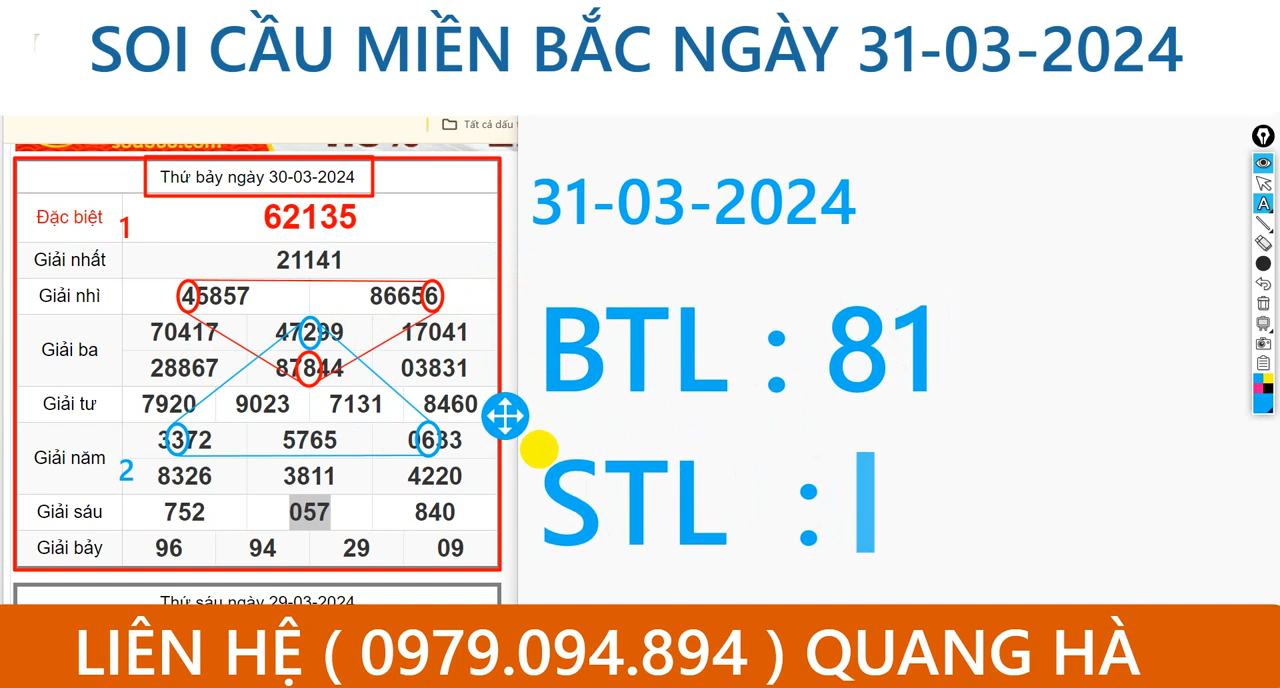 SOI CẦU MIỀN BẮC NGÀY 31-03-2024
Tất cả dấu
Thứ bảy ngày 30-03-2024
Đặc biệt 1 62135
Giải nhất 21141
Giải nhì 45857 86656
Giải ba 70417 47299 17041
28867 87844 03831
Giải tư 7920 9023 7131 8460
Giải năm 3372 5765 0633
2 8326 3811 4220
Giải sáu 752 057 840
Giải bảy 96 94 29 09
Thứ sáu ngày 29-03-2024
31-03-2024
BTL : 81
STL :
A
LIÊN HỆ ( 0979.094.894 ) QUANG HÀ